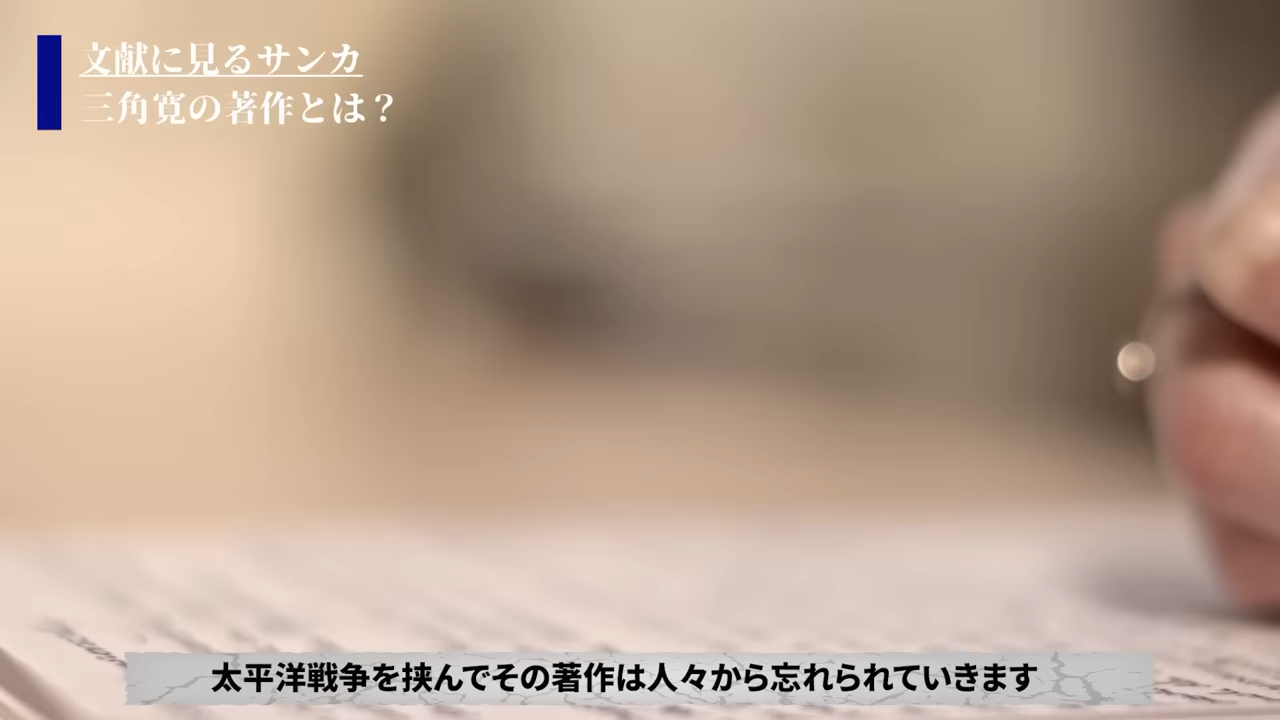 文献に見るサンカ
三角寛の著作とは？
太平洋戦争を挟んでその著作は人々から忘れられていきます